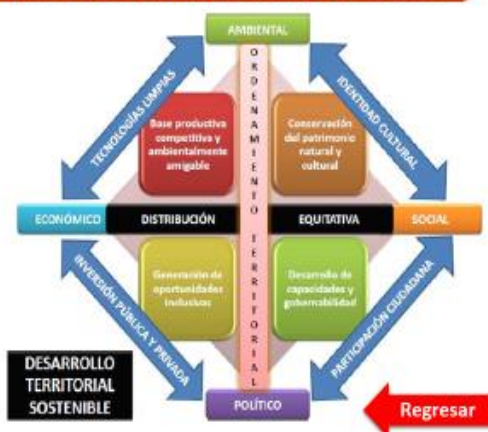 AMBIENTAL
TECNOLOGÍAS LIMPIAS
IDENTIDAD CULTURAL
ORDENAMIENTO TERRITORIAL
Base productiva
competitiva y
ambientalmente
amigable
Conservación
del patrimonio
natural y
cultural
ECONÓMICO
DISTRIBUCIÓN
EQUITATIVA
SOCIAL
Generación de
oportunidades
inclusivas
Desarrollo de
capacidades y
gobernabilidad
INVERSIÓN PÚBLICA Y PRIVADA
PARTICIPACIÓN CIUDADANA
DESARROLLO
TERRITORIAL
SOSTENIBLE
POLÍTICO
Regresar